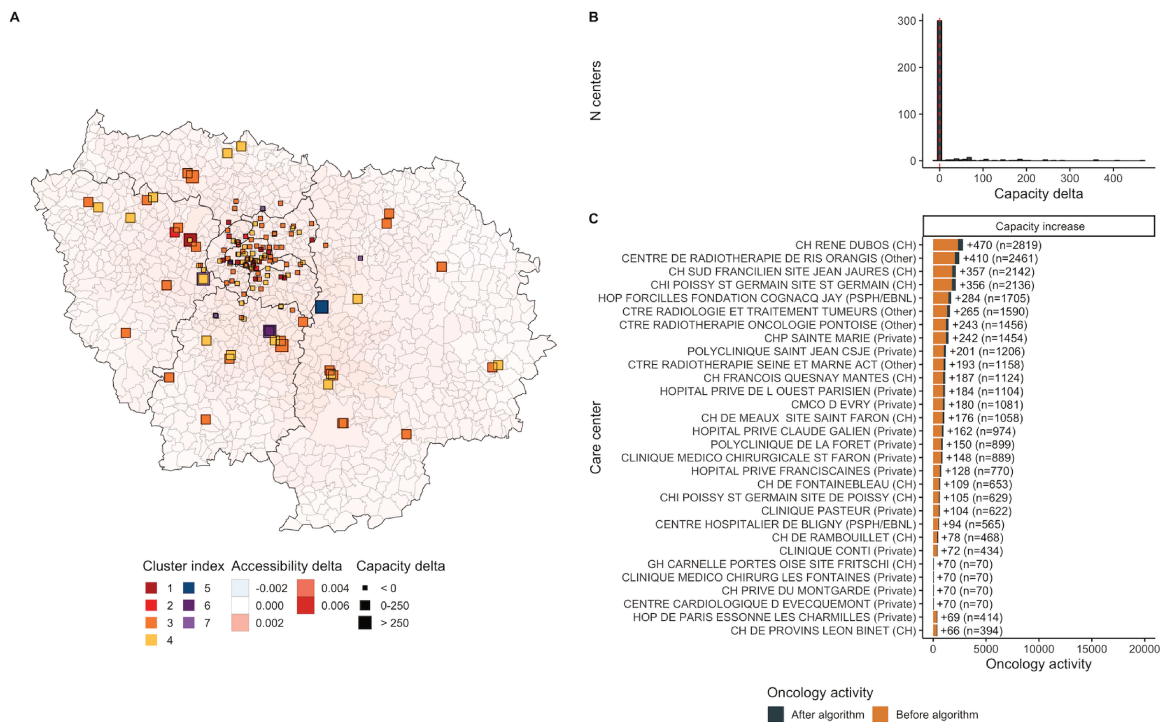 A
Cluster index
1
2
3
4
5
6
7
Accessibility delta
-0.002
0.000
0.002
0.004
0.006
Capacity delta
< 0
0-250
> 250
B
N centers
300
200
100
0
0 100 200 300 400
Capacity delta
C
Capacity increase
Care center
CH RENE DUBOS (CH) +470 (n=2819)
CENTRE DE RADIOTHERAPIE DE RIS ORANGIS (Other) +410 (n=2461)
CH SUD FRANCILIEN SITE JEAN JAURES (CH) +357 (n=2142)
CHI POISSY ST GERMAIN SITE ST GERMAIN (CH) +356 (n=2136)
HOP FORCILLES FONDATION COGNACQ JAY (PSPH/EBNL) +284 (n=1705)
CTRE RADIOLOGIE ET TRAITEMENT TUMEURS (Other) +265 (n=1590)
CTRE RADIOTHERAPIE ONCOLOGIE PONTOISE (Other) +243 (n=1456)
CHP SAINTE MARIE (Private) +242 (n=1454)
POLYCLINIQUE SAINT JEAN CSJE (Private) +201 (n=1206)
CTRE RADIOTHERAPIE SEINE ET MARNE ACT (Other) +193 (n=1158)
CH FRANCOIS QUESNAY MANTES (CH) +187 (n=1124)
HOPITAL PRIVE DE L OUEST PARISIEN (Private) +184 (n=1104)
CMCO D EVRY (Private) +180 (n=1081)
CH DE MEAUX  SITE SAINT FARON (CH) +176 (n=1058)
HOPITAL PRIVE CLAUDE GALIEN (Private) +162 (n=974)
POLYCLINIQUE DE LA FORET (Private) +150 (n=899)
CLINIQUE MEDICO CHIRURGICALE ST FARON (Private) +148 (n=889)
HOPITAL PRIVE FRANCISCAINES (Private) +128 (n=770)
CH DE FONTAINEBLEAU (CH) +109 (n=653)
CHI POISSY ST GERMAIN SITE DE POISSY (CH) +105 (n=629)
CLINIQUE PASTEUR (Private) +104 (n=622)
CENTRE HOSPITALIER DE BLIGNY (PSPH/EBNL) +94 (n=565)
CH DE RAMBOUILLET (CH) +78 (n=468)
CLINIQUE CONTI (Private) +72 (n=434)
GH CARNELLE PORTES OISE SITE FRITSCHI (CH) +70 (n=70)
CLINIQUE MEDICO CHIRURG LES FONTAINES (Private) +70 (n=70)
CH PRIVE DU MONTGARDE (Private) +70 (n=70)
CENTRE CARDIOLOGIQUE D EVECQUEMONT (Private) +70 (n=70)
HOP DE PARIS ESSONNE LES CHARMILLES (Private) +69 (n=414)
CH DE PROVINS LEON BINET (CH) +66 (n=394)
0 5000 10000 15000 20000
Oncology activity
Oncology activity
After algorithm Before algorithm